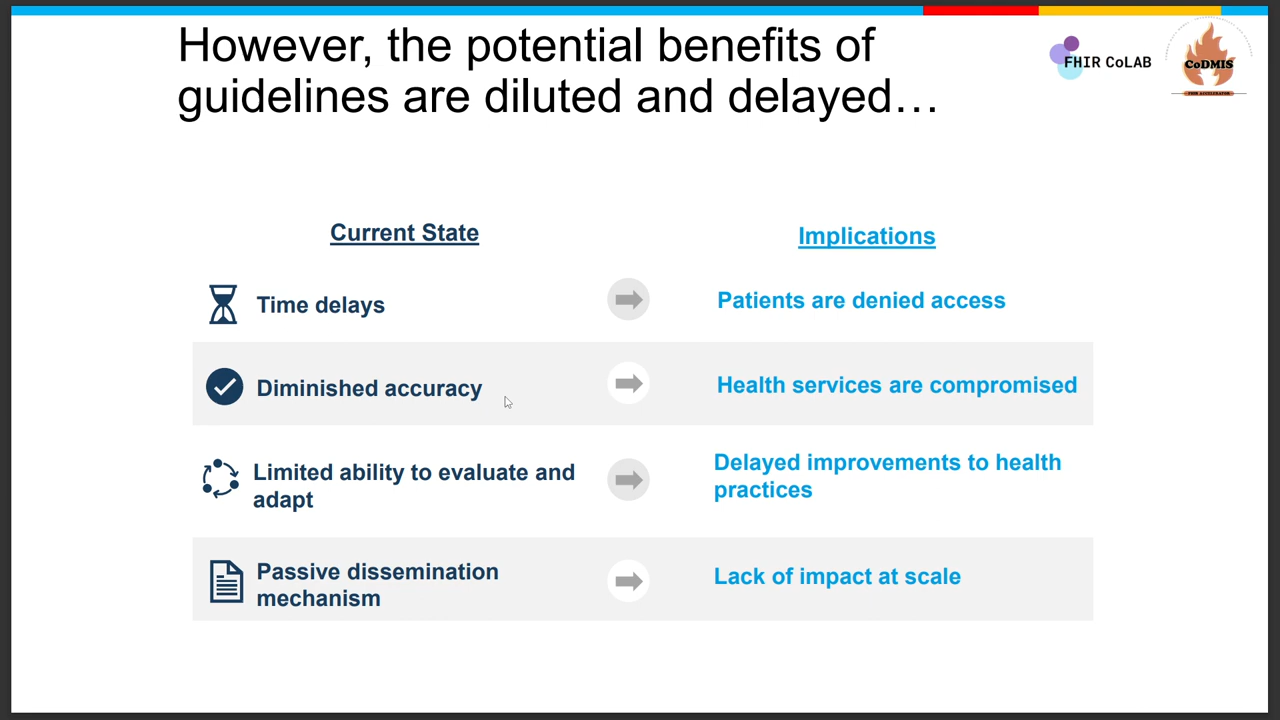 However, the potential benefits of
guidelines are diluted and delayed…
FHIR CoLAB
CoDMIS
FHIR ACCELERATOR
Current State
Implications
Time delays
Patients are denied access
Diminished accuracy
Health services are compromised
Limited ability to evaluate and
adapt
Delayed improvements to health
practices
Passive dissemination
mechanism
Lack of impact at scale